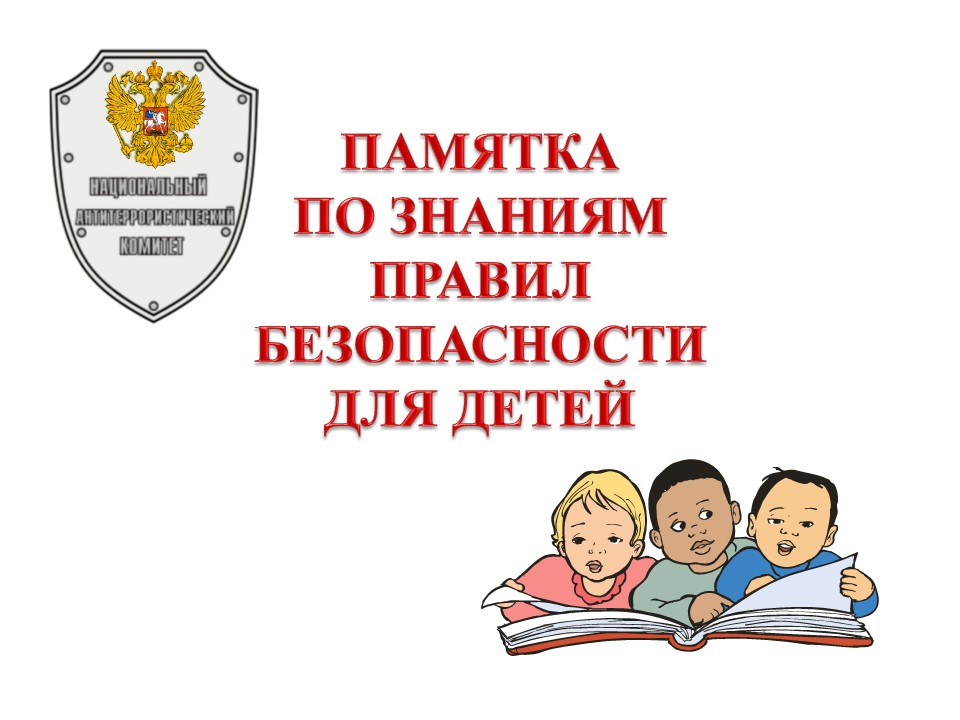 НАЦИОНАЛЬНЫЙ
АНТИТЕРРОРИСТИЧЕСКИЙ
КОМИТЕТ
ПАМЯТКА
ПО ЗНАНИЯМ
ПРАВИЛ
БЕЗОПАСНОСТИ
ДЛЯ ДЕТЕЙ